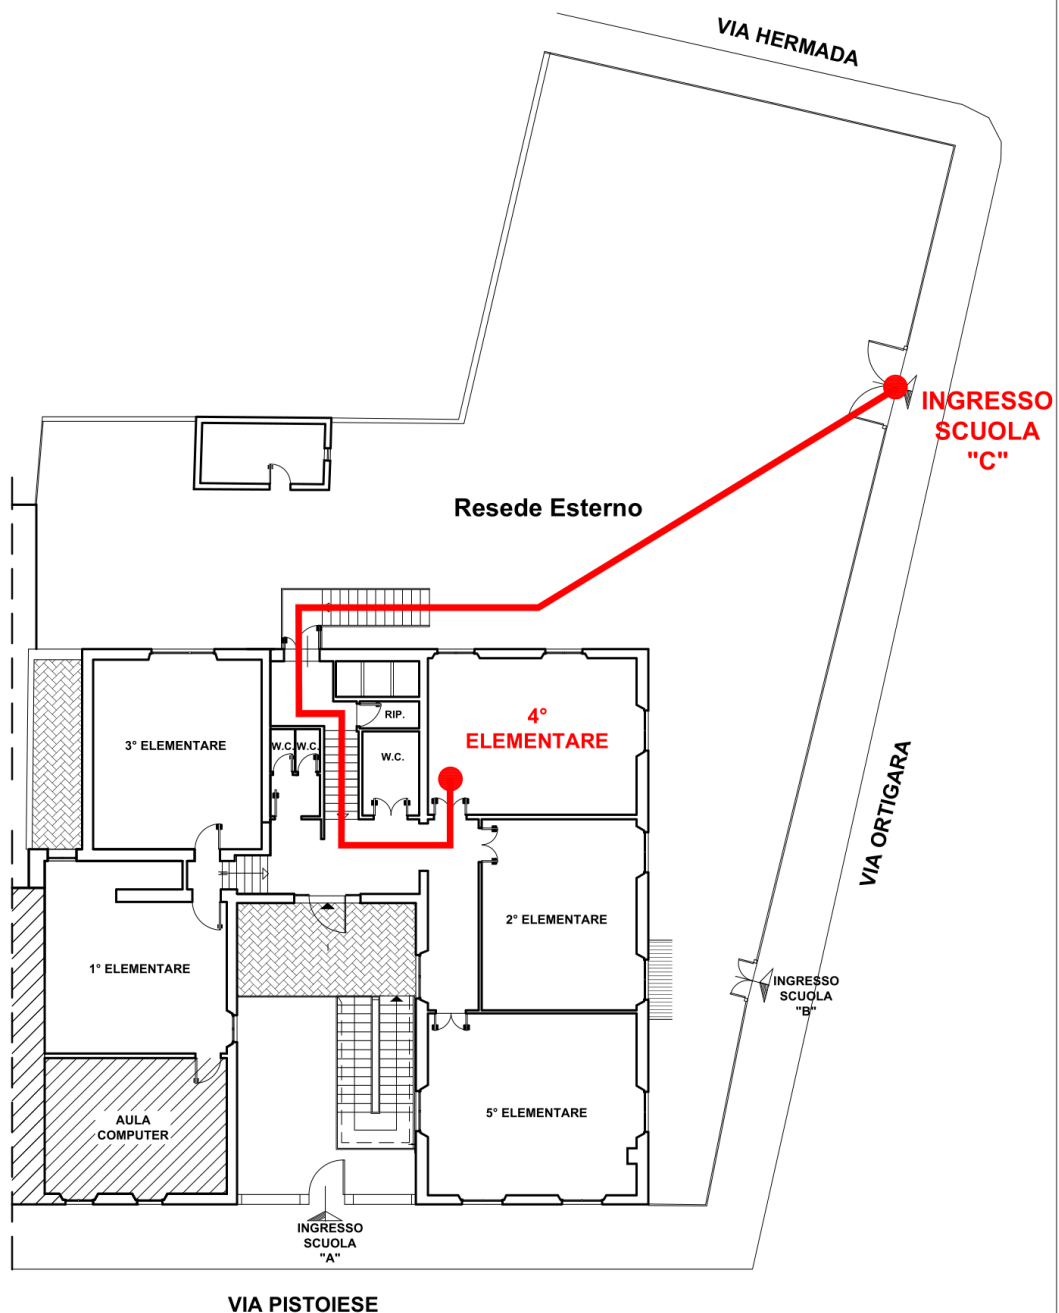 VIA HERMADA
INGRESSO
SCUOLA
"C"
Resede Esterno
RIP.
4°
ELEMENTARE
3° ELEMENTARE
W.C.
W.C.
W.C.
VIA ORTIGARA
2° ELEMENTARE
1° ELEMENTARE
INGRESSO
SCUOLA
"B"
5° ELEMENTARE
AULA
COMPUTER
INGRESSO
SCUOLA
"A"
VIA PISTOIESE